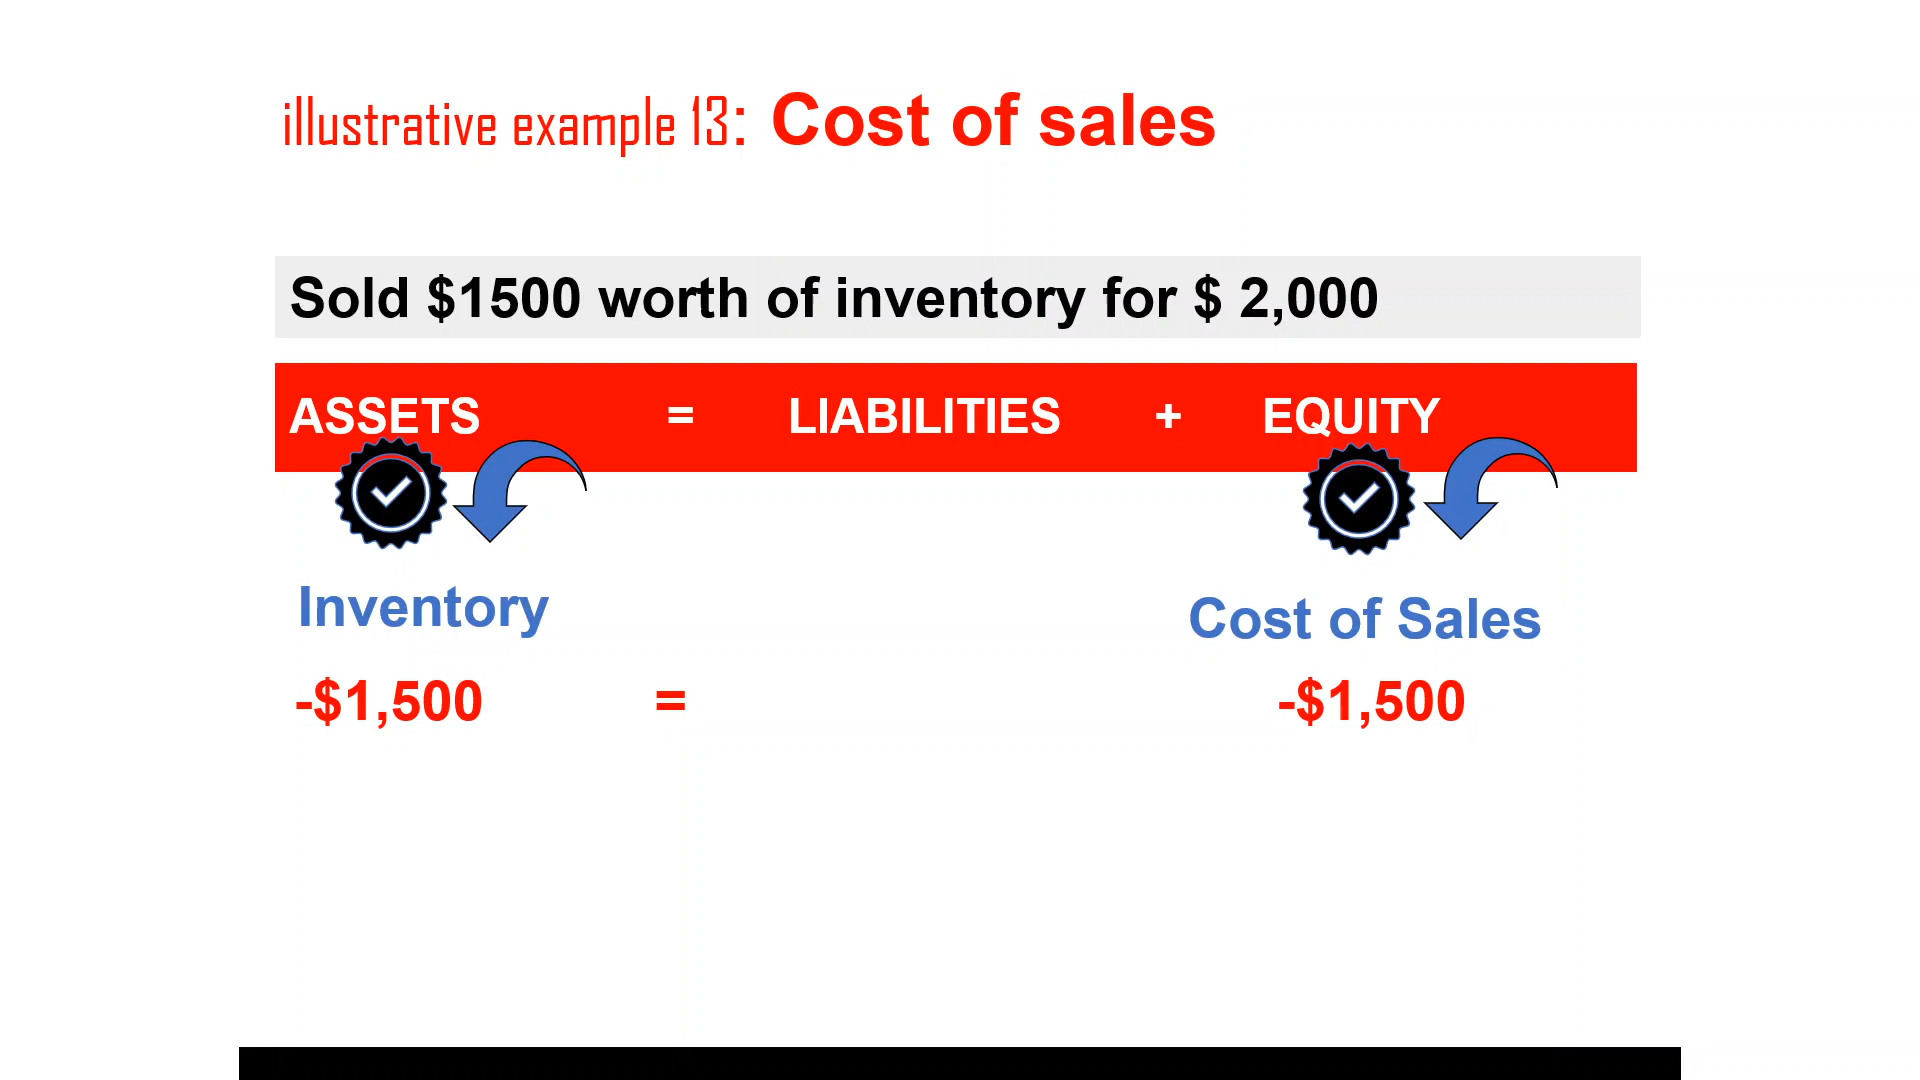 illustrative example 13: Cost of sales
Sold $1500 worth of inventory for $ 2,000
ASSETS = LIABILITIES + EQUITY
Inventory Cost of Sales
-$1,500 = -$1,500